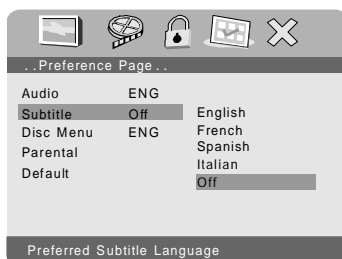 ..Preference Page..
Audio ENG
Subtitle Off
Disc Menu ENG
Parental
Default
English
French
Spanish
Italian
Off
Preferred Subtitle Language